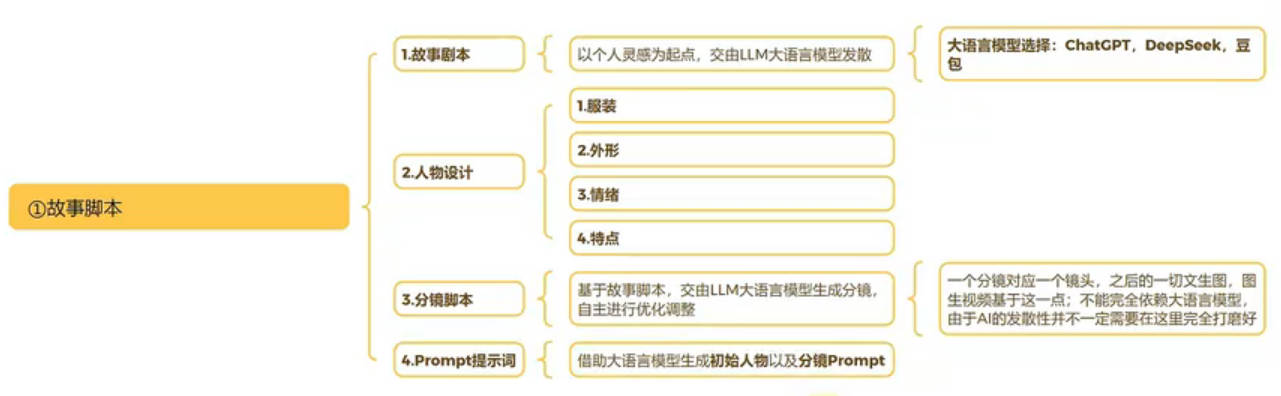 ①故事脚本
1.故事剧本
以个人灵感为起点，交由LLM大语言模型发散
大语言模型选择：ChatGPT，DeepSeek，豆
包
2.人物设计
1.服装
2.外形
3.情绪
4.特点
3.分镜脚本
基于故事脚本，交由LLM大语言模型生成分镜，
自主进行优化调整
一个分镜对应一个镜头，之后的一切文生图，图
生视频基于这一点；不能完全依赖大语言模型，
由于AI的发散性并不一定需要在这里完全打磨好
4.Prompt提示词
借助大语言模型生成初始人物以及分镜Prompt